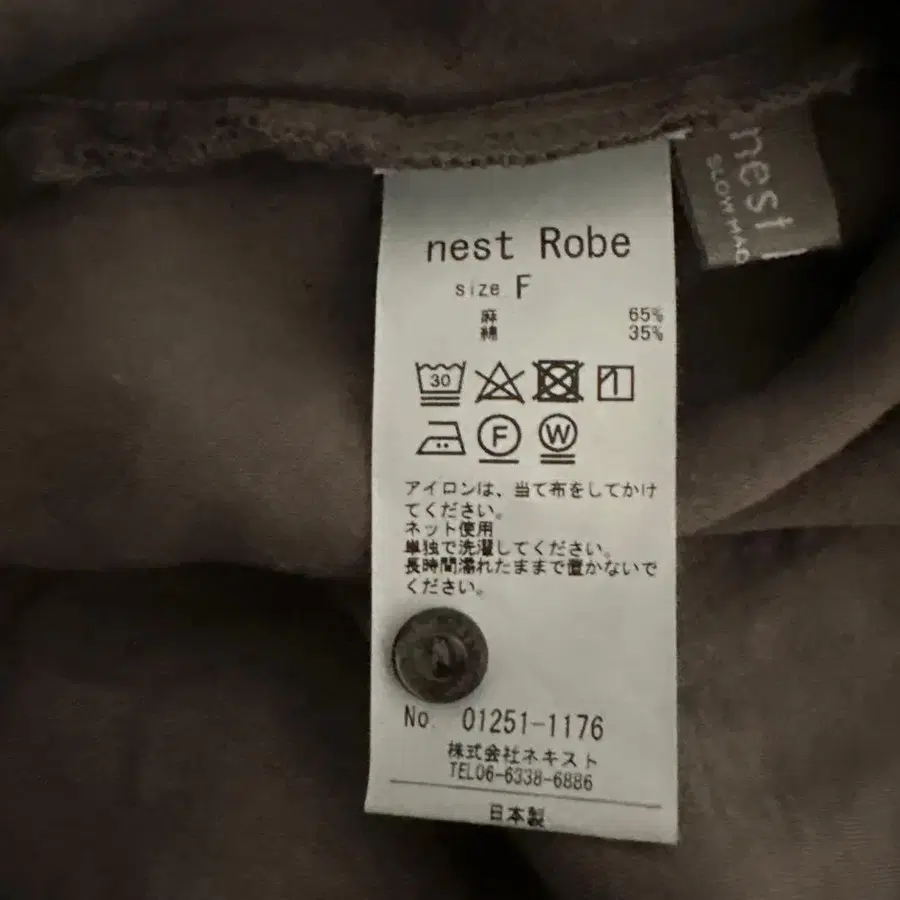 nest Robe
size F
麻 65%
綿 35%
30
F W
アイロンは、当て布をしてかけ
てください。
ネット使用
単独で洗濯してください。
長時間濡れたままで置かないで
ください。
No. 01251-1176
株式会社ネキスト
TEL06-6338-6886
日本製
nest
SLOW MAD